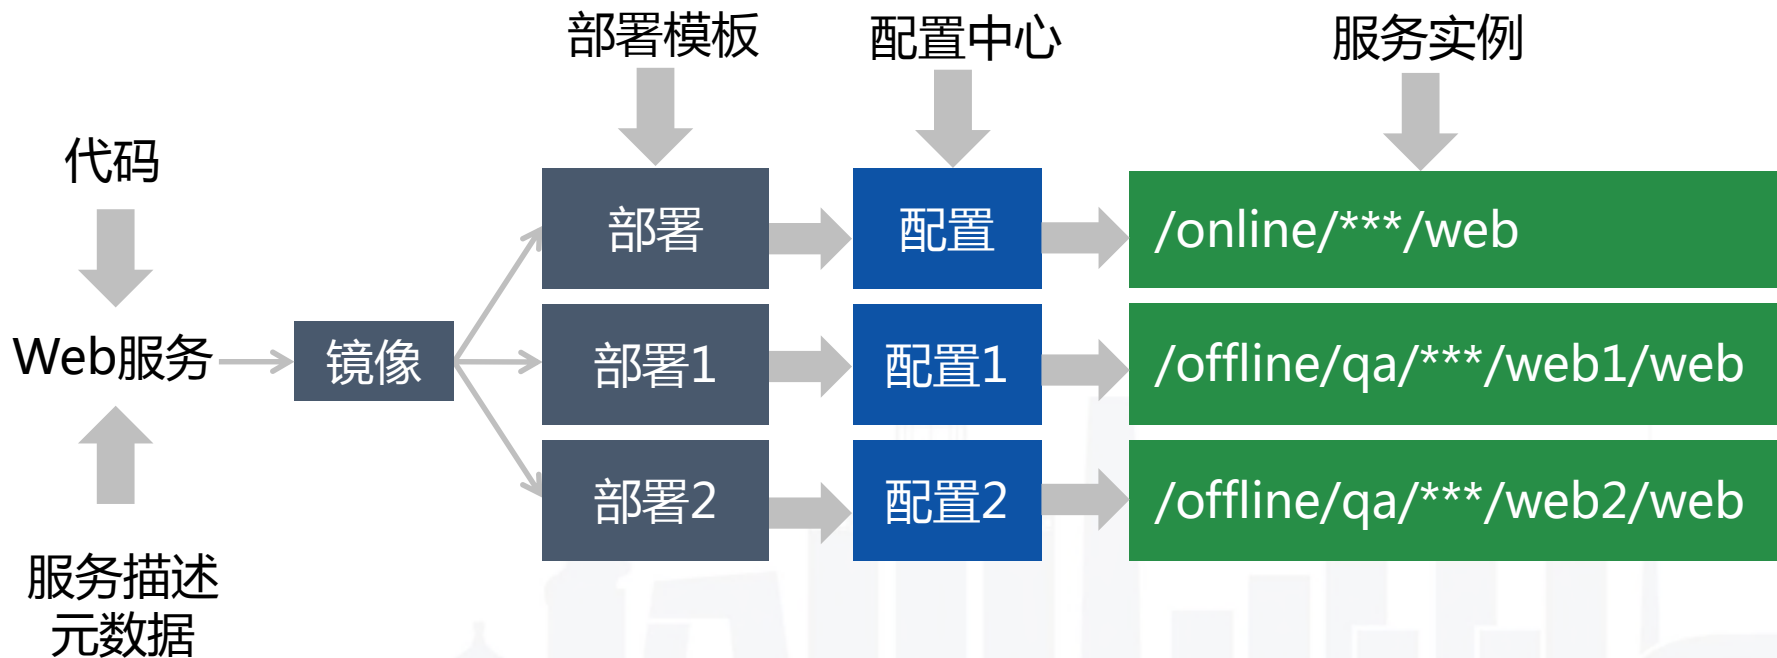 部署模板
配置中心
服务实例
代码
部署
配置
/online/***/web
Web服务
镜像
部署1
配置1
/offline/qa/***/web1/web
部署2
配置2
/offline/qa/***/web2/web
服务描述
元数据